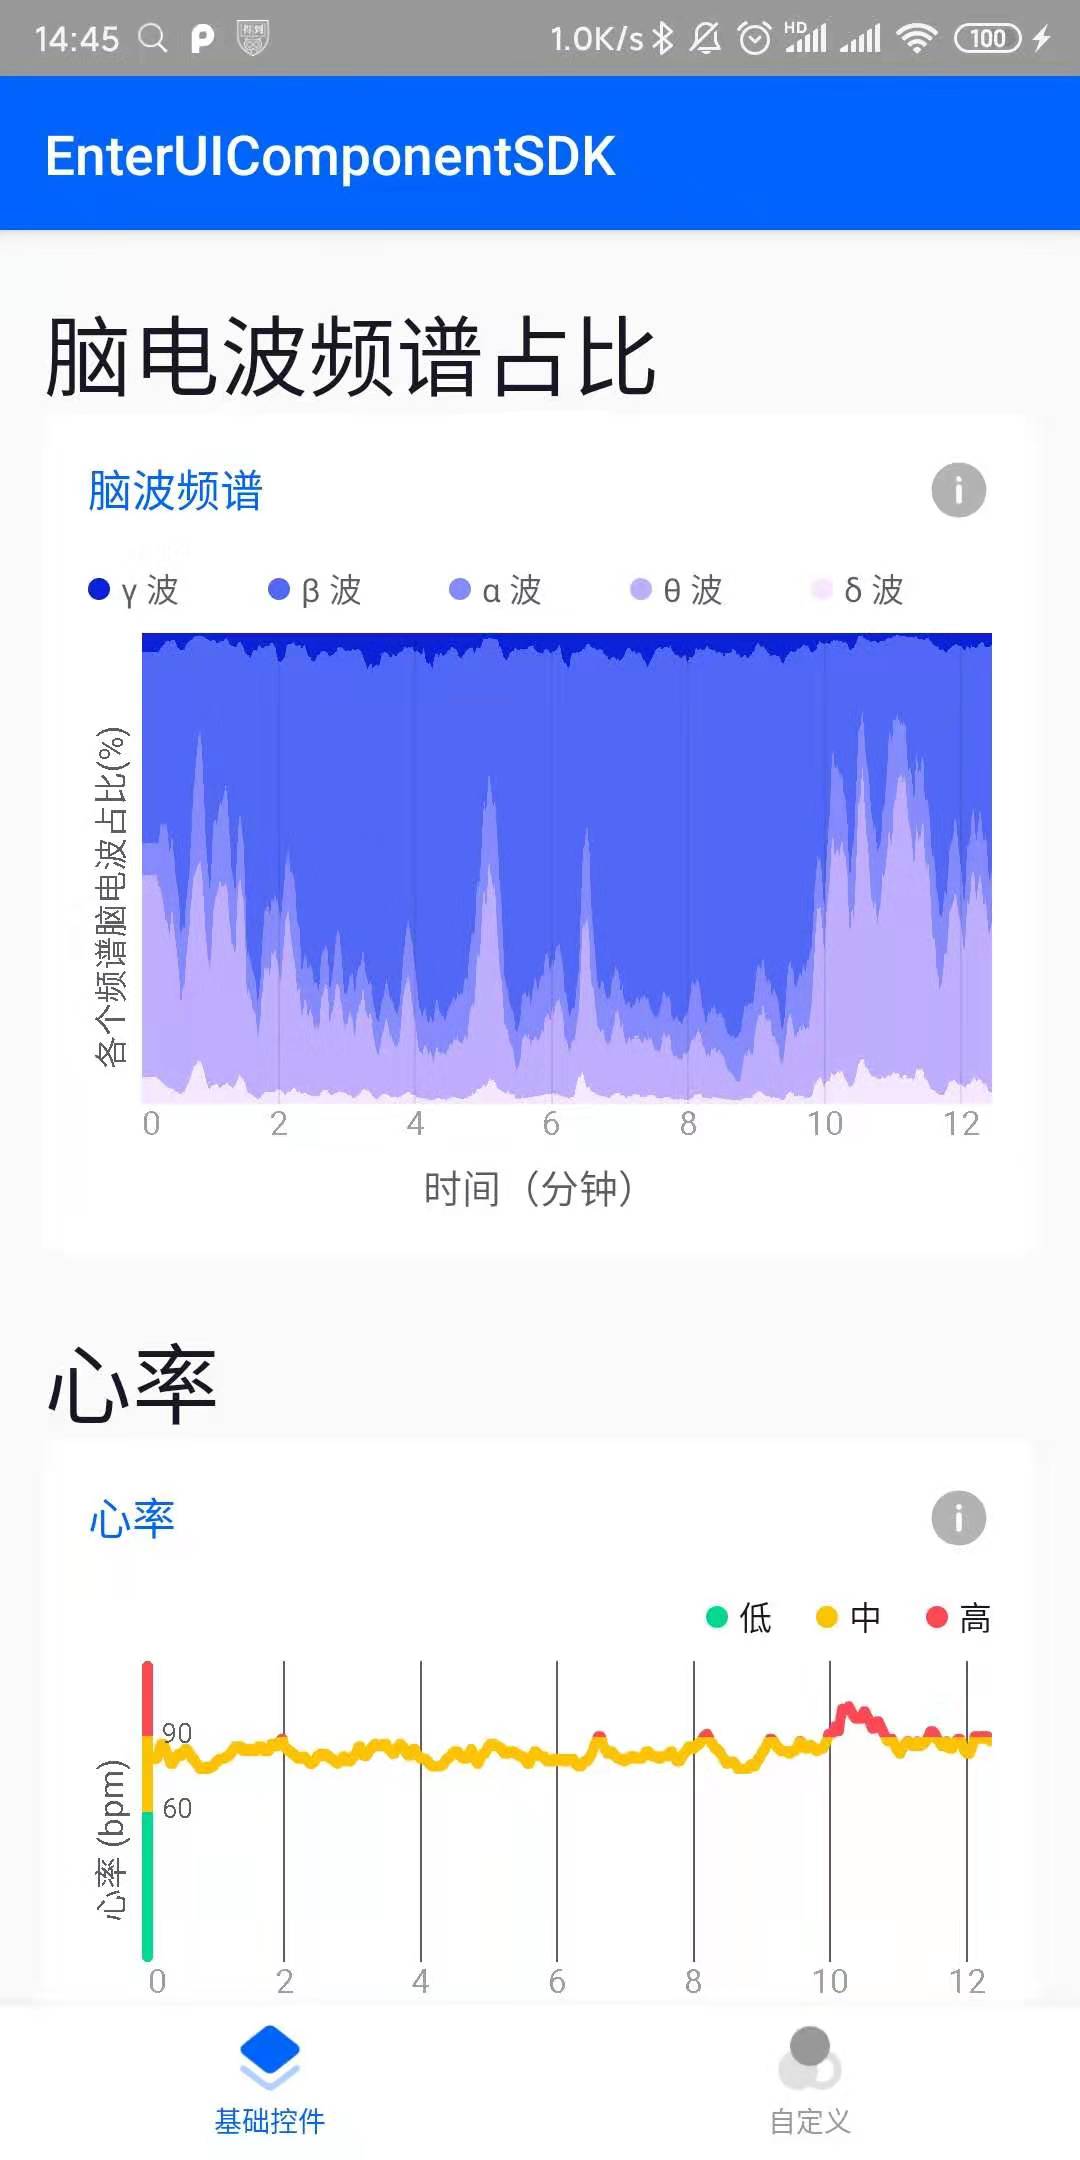 14:45 1.0K/s HD 100
EnterUIComponentSDK
脑电波频谱占比
脑波频谱
γ 波 β 波 α 波 θ 波 δ 波
各个频谱脑电波占比(%)
0 2 4 6 8 10 12
时间（分钟）
心率
心率
低 中 高
90
60
心率 (bpm)
0 2 4 6 8 10 12
基础控件 自定义